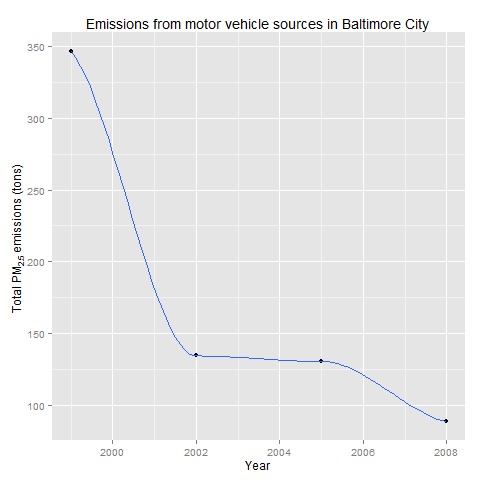 Emissions from motor vehicle sources in Baltimore City
350
300
250
200
150
100
Total PM2.5 emissions (tons)
2000 2002 2004 2006 2008
Year